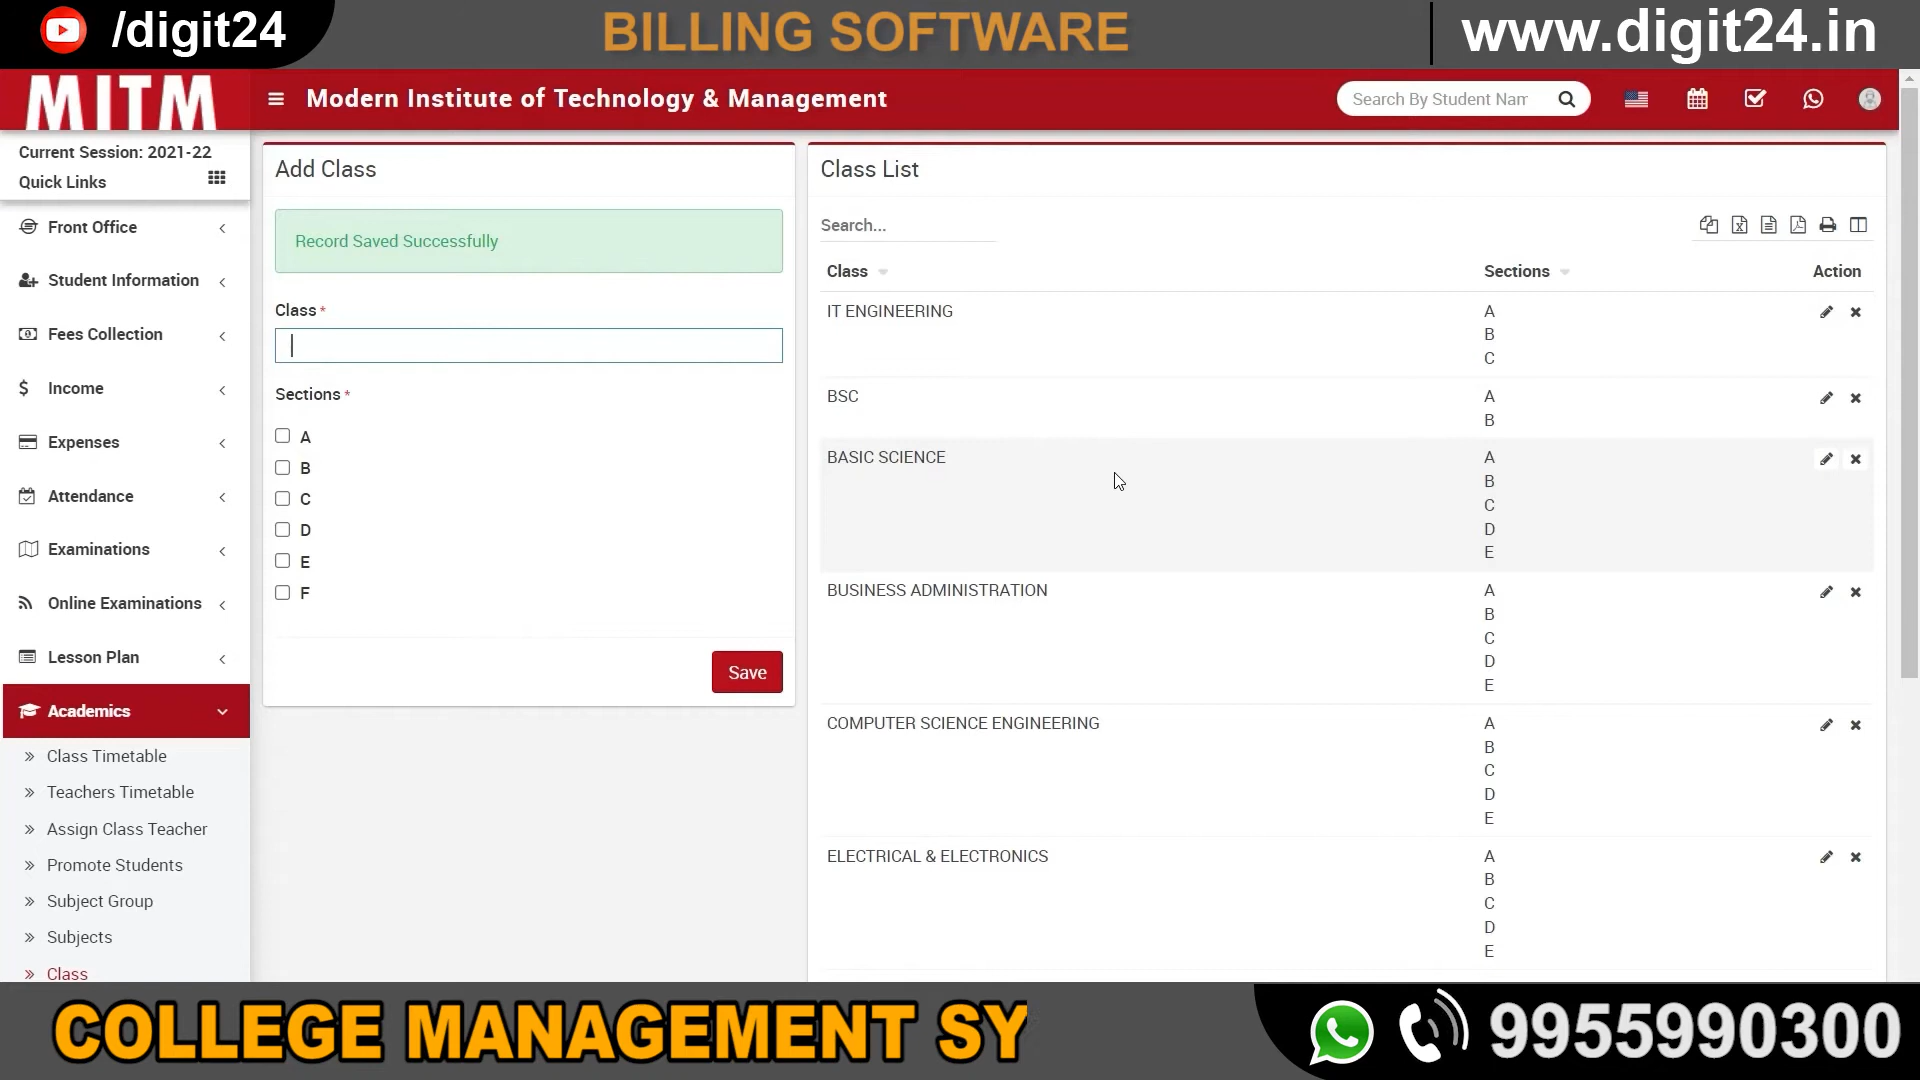 /digit24
BILLING SOFTWARE
www.digit24.in
MITM
Modern Institute of Technology & Management
Search By Student Nam
Current Session: 2021-22
Quick Links
Front Office
Student Information
Fees Collection
Income
Expenses
Attendance
Examinations
Online Examinations
Lesson Plan
Academics
Class Timetable
Teachers Timetable
Assign Class Teacher
Promote Students
Subject Group
Subjects
Class
Add Class
Record Saved Successfully
Class *
Sections *
A
B
C
D
E
F
Save
Class List
Search...
Class Sections Action
IT ENGINEERING A
B
C
BSC A
B
BASIC SCIENCE A
B
C
D
E
BUSINESS ADMINISTRATION A
B
C
D
E
COMPUTER SCIENCE ENGINEERING A
B
C
D
E
ELECTRICAL & ELECTRONICS A
B
C
D
E
COLLEGE MANAGEMENT SY
9955990300